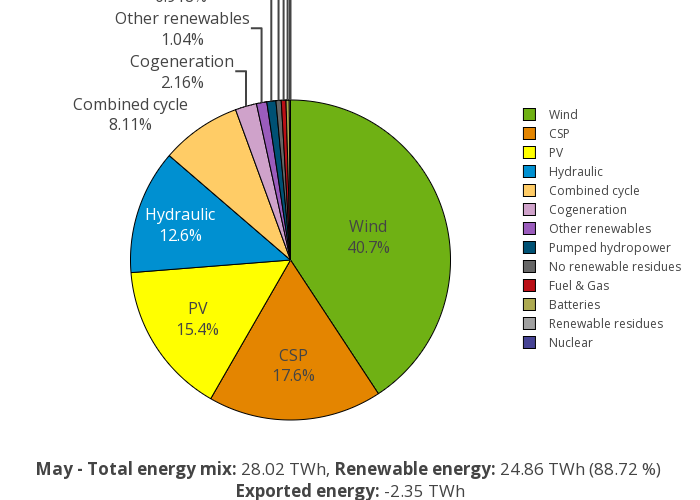 Other renewables
1.04%
Cogeneration
2.16%
Combined cycle
8.11%
Hydraulic
12.6%
Wind
40.7%
PV
15.4%
CSP
17.6%
Wind
CSP
PV
Hydraulic
Combined cycle
Cogeneration
Other renewables
Pumped hydropower
No renewable residues
Fuel & Gas
Batteries
Renewable residues
Nuclear
May - Total energy mix: 28.02 TWh, Renewable energy: 24.86 TWh (88.72 %)
Exported energy: -2.35 TWh